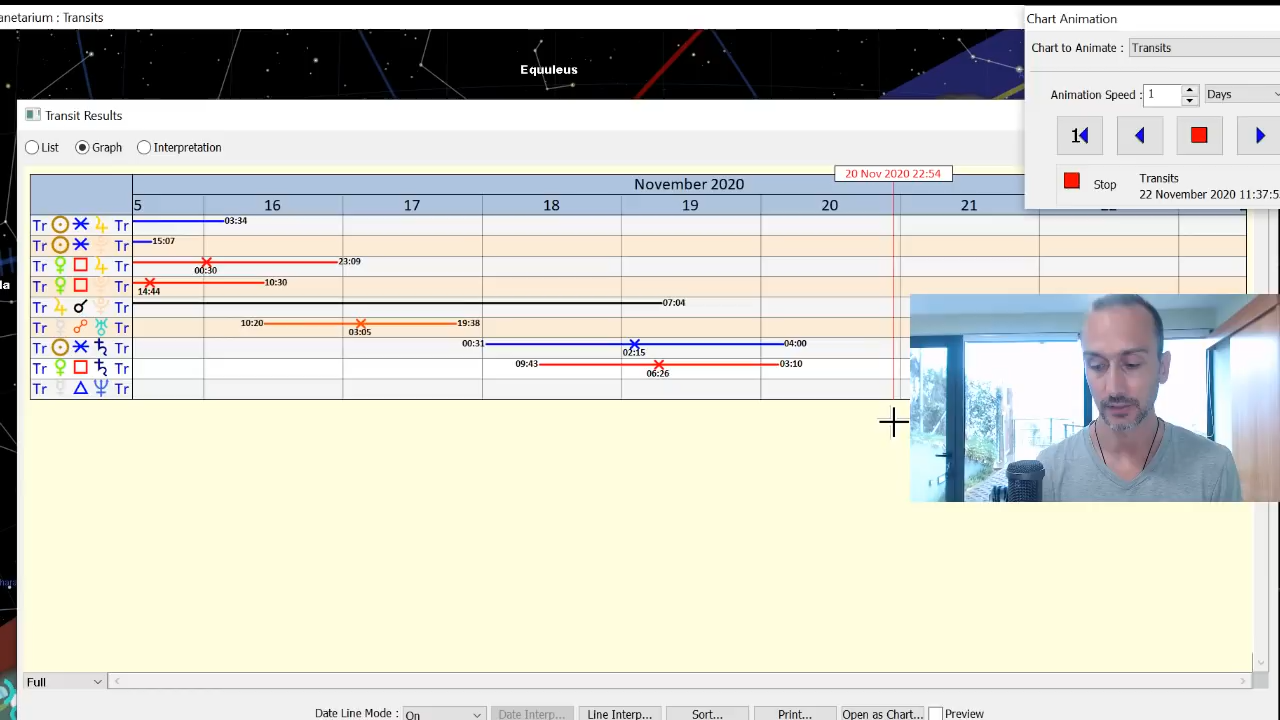 anetarium : Transits
Chart Animation
Chart to Animate : Transits
Equuleus
Animation Speed : 1 Days
Transit Results
List Graph Interpretation
1
Stop
Transits
22 November 2020 11:37:5
20 Nov 2020 22:54
November 2020
5 16 17 18 19 20 21
Tr Tr 03:34
Tr Tr 15:07
Tr Tr 00:30 23:09
Tr Tr 14:44 10:30
Tr Tr 07:04
Tr Tr 10:20 03:05 19:38
Tr Tr 00:31 02:15 04:00
Tr Tr 09:43 06:26 03:10
Tr Tr
Full
Date Line Mode : On Date Interp... Line Interp... Sort... Print... Open as Chart... Preview